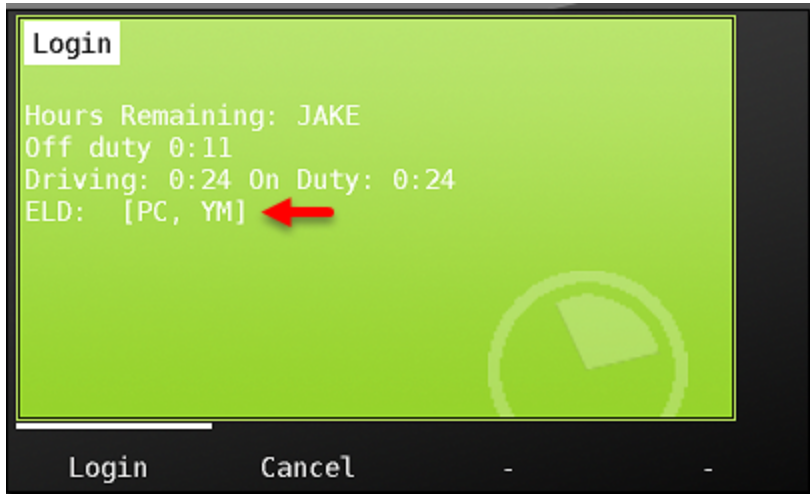 Login
Hours Remaining: JAKE
Off duty 0:11
Driving: 0:24 On Duty: 0:24
ELD:  [PC, YM]
Login Cancel - -